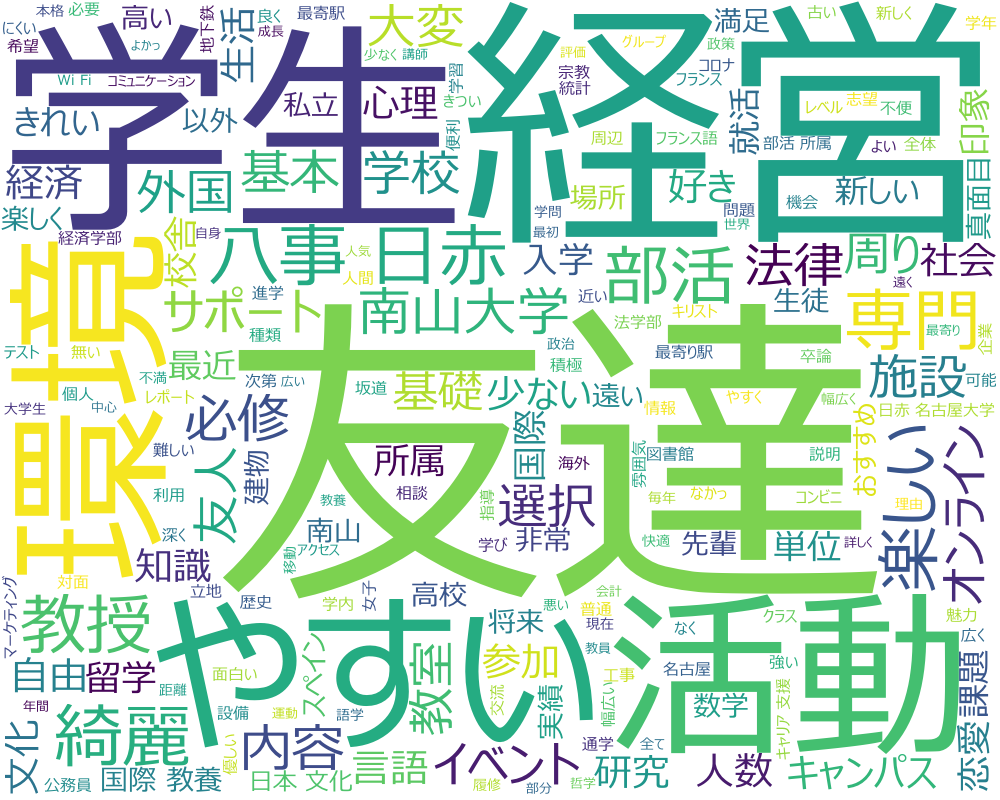 本格 必要
にくい
希望
よかっ
高い
地下鉄
良く
成長
最寄駅
大変
少なく
講師
満足
評価
グループ
政策
古い
新しく
学年
学生
経営
Wi Fi
コミュニケーション
生活
学習
きつい
宗教
統計
コロナ
フランス
レベル
志望
不便
きれい
以外
私立
心理
便利
周辺
フランス語
就活
部活 所属
よい
全体
印象
経済
外国
基本
学校
場所
好き
機会
新しい
真面目
楽しく
経済学部
校舎
自身
八事
日赤
学問
最初
人気
人間
入学
部活
問題
世界
法律
周り
社会
遠く
環境
サポート
進学
種類
南山大学
近い
法学部
キリスト
生徒
専門
最寄り
企業
テスト
無い
最近
友達
政治
積極
最寄り駅
卒論
個人
不満
次第
広い
坂道
基礎
少ない
遠い
施設
可能
大学生
中心
レポート
必修
国際
情報
やすく
幅広く
日赤 名古屋大学
難しい
友人
建物
所属
図書館
雰囲気
説明
おすすめ
利用
相談
海外
選択
指導
毎年
なかっ
コンビニ
理由
楽しい
オンライン
深く
教養
南山
非常
先輩
単位
知識
移動
アクセス
学び
快適
詳しく
対面
立地
歴史
学内
女子
高校
悪い
会計
普通
現在
クラス
魅力
マーケティング
教授
やすい
活動
将来
教員
なく
広く
自由
留学
面白い
スペイン
教室
参加
工事
名古屋
強い
距離
年間
設備
運動
語学
交流
実績
幅広い
数学
キャリア 支援
恋愛
課題
文化
綺麗
優しい
内容
イベント
通学
全て
公務員
国際 教養
日本 文化
言語
履修
部分
哲学
研究
人数
キャンパス